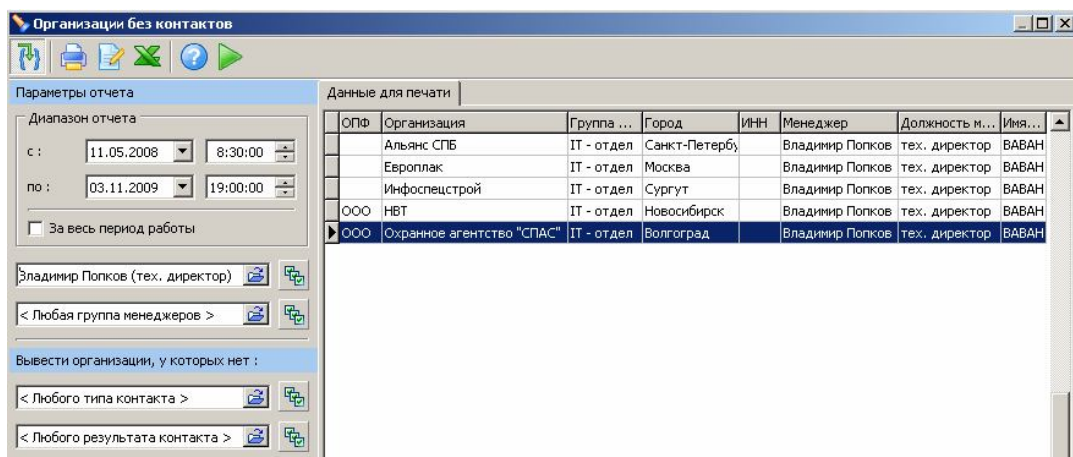 Организации без контактов
Параметры отчета
Диапазон отчета
с :
11.05.2008
8:30:00
по :
03.11.2009
19:00:00
За весь период работы
Владимир Попков (тех. директор)
< Любая группа менеджеров >
Вывести организации, у которых нет :
< Любого типа контакта >
< Любого результата контакта >
Данные для печати
ОПФ Организация Группа ... Город ИНН Менеджер Должность м... Имя...
Альянс СПБ IT - отдел Санкт-Петербу Владимир Попков тех. директор ВАВАН
Европлак IT - отдел Москва Владимир Попков тех. директор ВАВАН
Инфоспецстрой IT - отдел Сургут Владимир Попков тех. директор ВАВАН
ООО НВТ IT - отдел Новосибирск Владимир Попков тех. директор ВАВАН
ООО Охранное агентство "СПАС" IT - отдел Волгоград Владимир Попков тех. директор ВАВАН